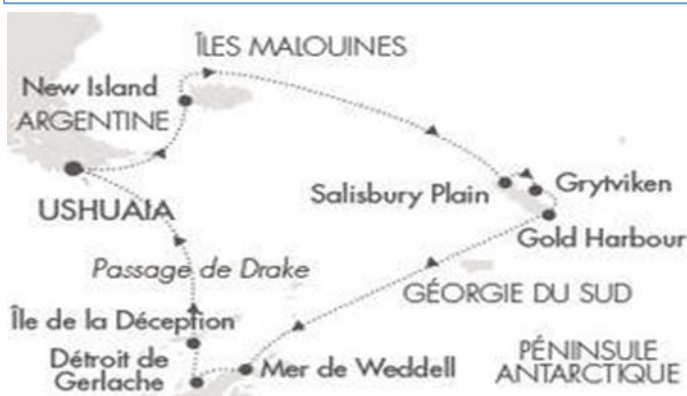 ÎLES MALOUINES
New Island
ARGENTINE
Salisbury Plain
Grytviken
USHUAIA
Gold Harbour
Passage de Drake
GÉORGIE DU SUD
Île de la Déception
Détroit de
Gerlache
Mer de Weddell
PÉNINSULE
ANTARCTIQUE